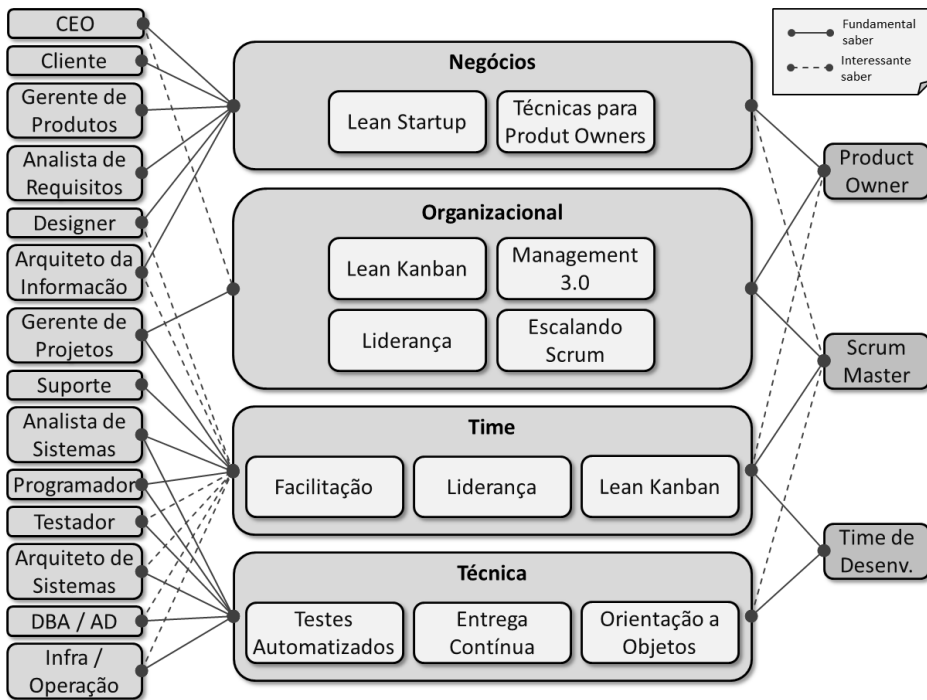 CEO
Cliente
Gerente de
Produtos
Analista de
Requisitos
Designer
Arquiteto da
Informacão
Gerente de
Projetos
Suporte
Analista de
Sistemas
Programador
Testador
Arquiteto de
Sistemas
DBA / AD
Infra /
Operação
Negócios
Lean Startup
Técnicas para
Produt Owners
Organizacional
Lean Kanban
Management
3.0
Liderança
Escalando
Scrum
Time
Facilitação
Liderança
Lean Kanban
Técnica
Testes
Automatizados
Entrega
Contínua
Orientação a
Objetos
Fundamental
saber
Interessante
saber
Product
Owner
Scrum
Master
Time de
Desenv.